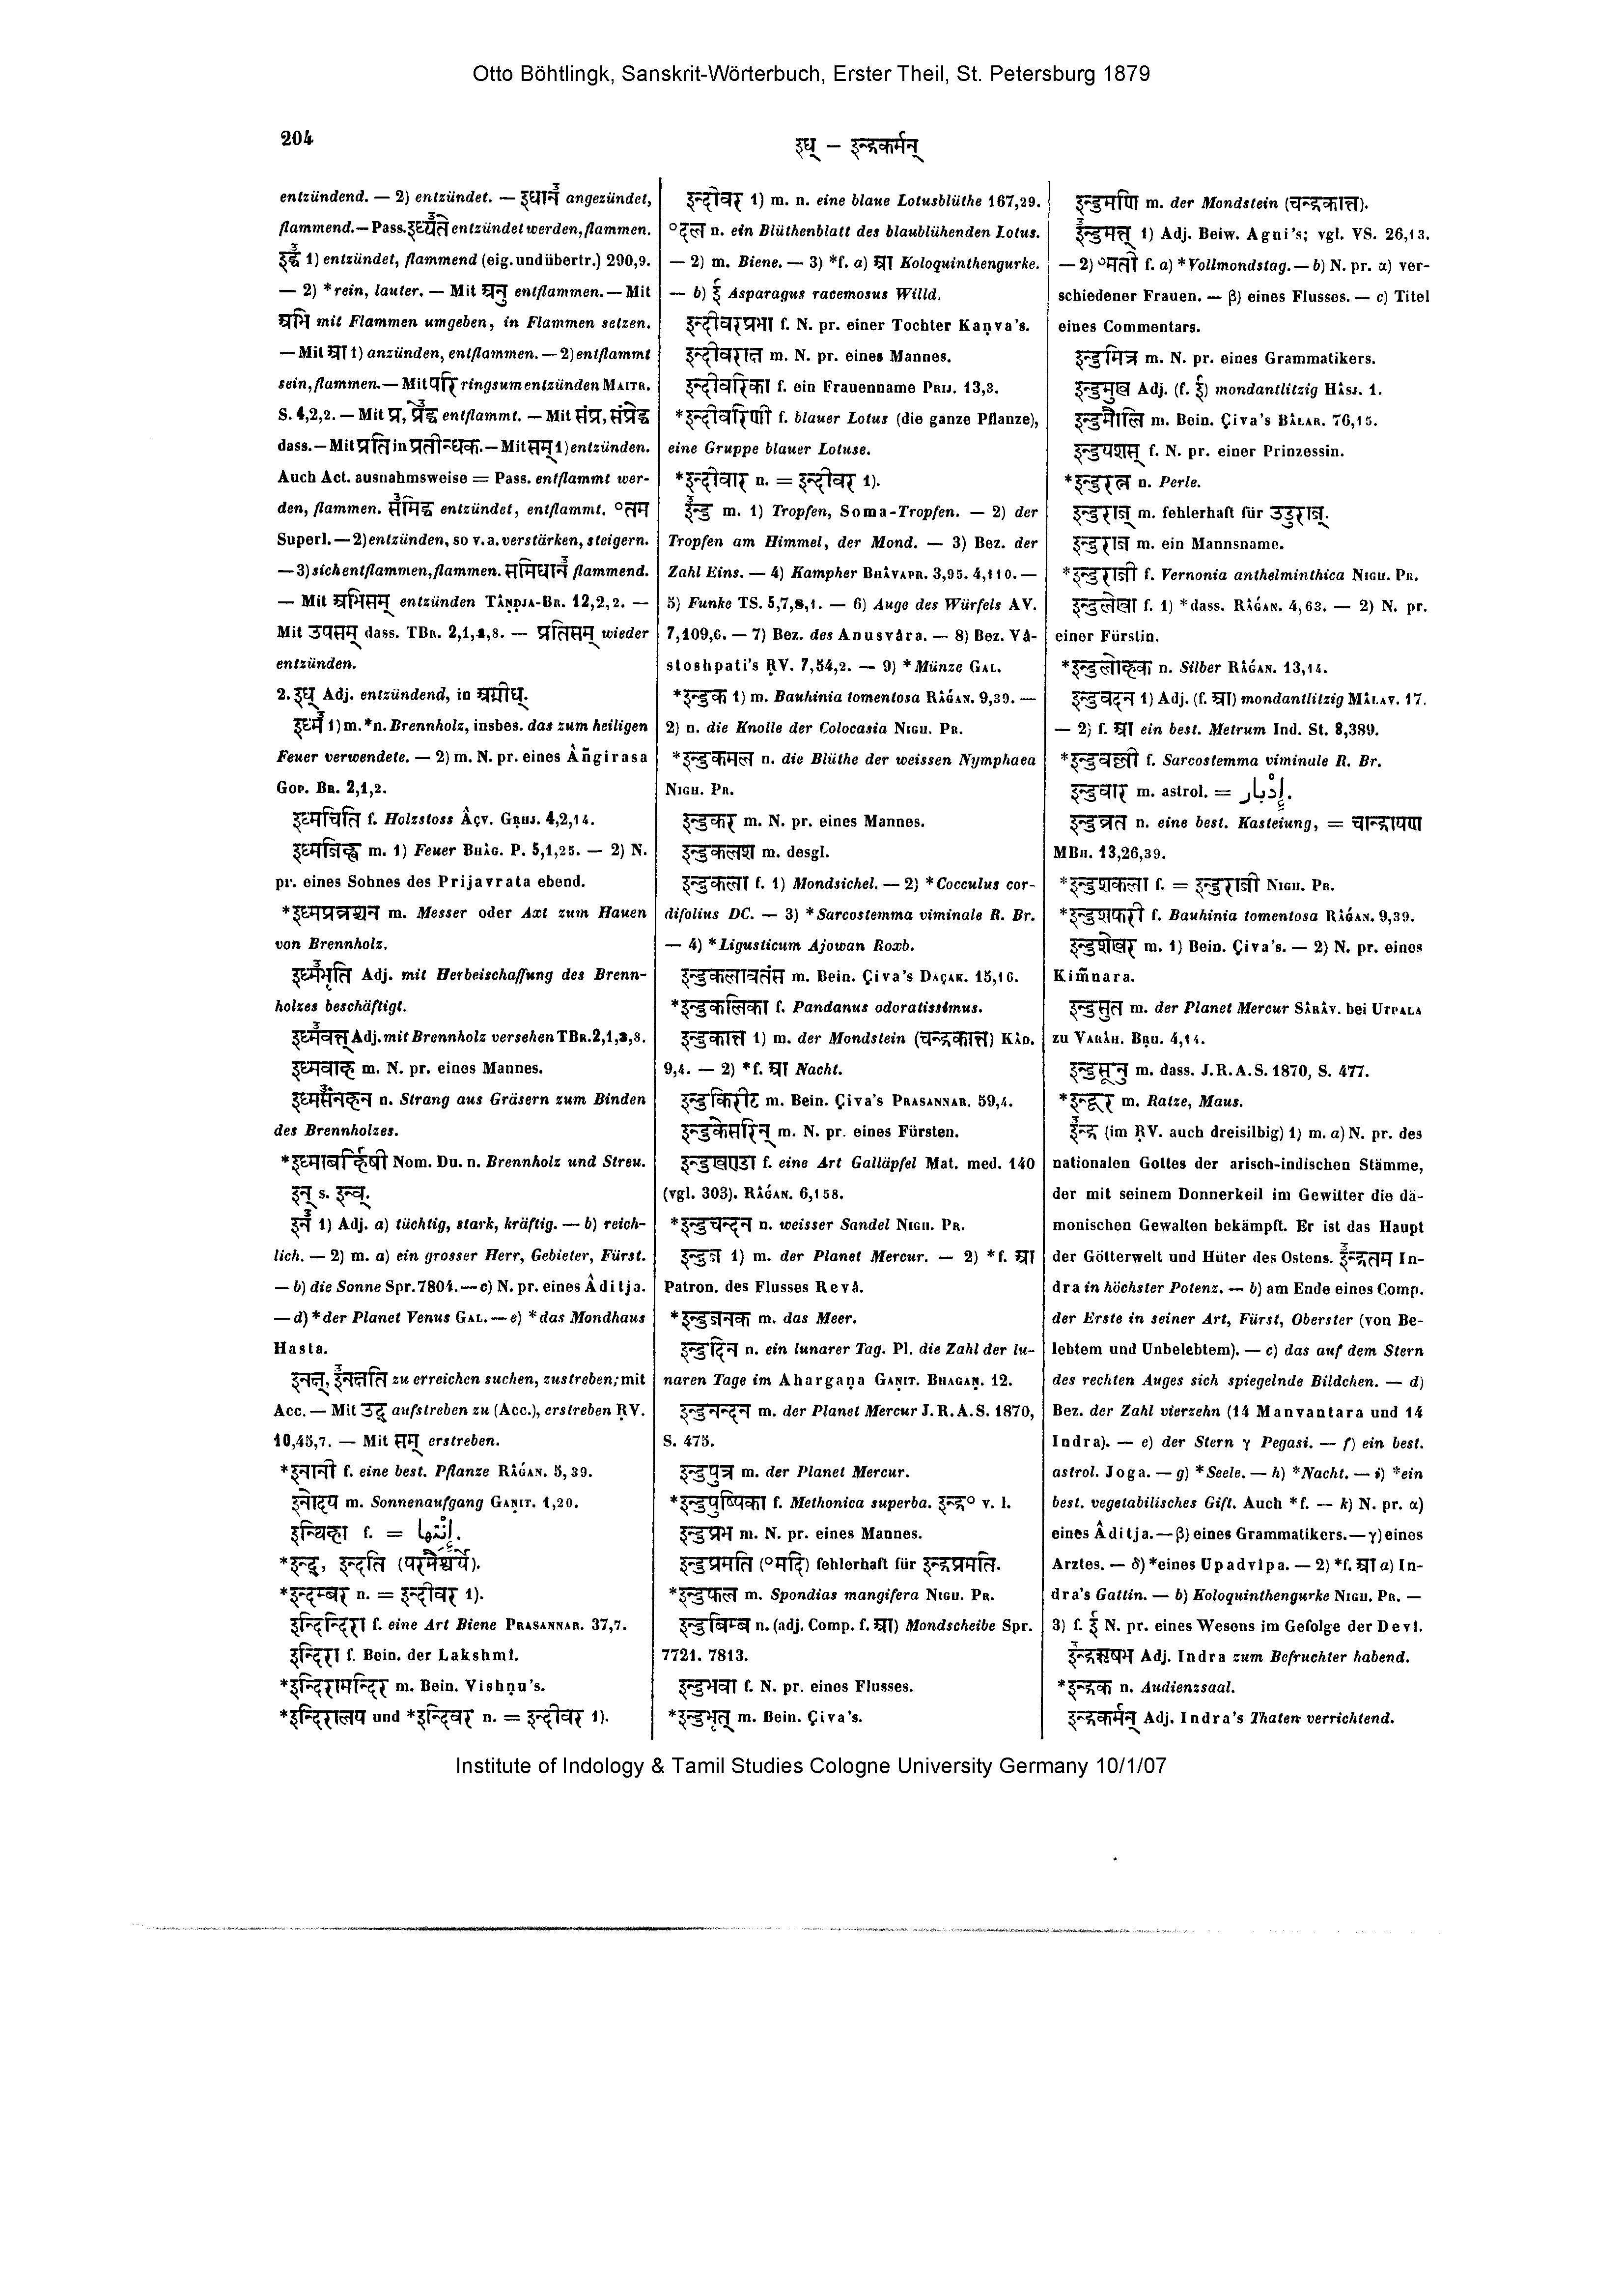 Otto Böhtlingk, Sanskrit-Wörterbuch, Erster Theil, St. Petersburg 1879
204
इध् — इन्द्रकर्मन्
entzündend. — 2) entzündet. — इधानँ angezündet,
flammend. — Pass. इध्यँते entzündet werden, flammen.
इद्धँ 1) entzündet, flammend (eig. und übertr.) 290,9.
— 2) *rein, lauter. — Mit अनु entflammen. — Mit
अभि mit Flammen umgeben, in Flammen setzen.
— Mit आ 1) anzünden, entflammen. — 2) entflammt
sein, flammen. — Mit परि ringsum entzünden MAITR.
S. 4,2,2. — Mit प्र, प्रेँद्ध entflammt. — Mit संप्र, संप्रेद्ध
dass. — Mit प्रति in प्रतीन्धक. — Mit सम् 1) entzünden.
Auch Act. ausnahmsweise = Pass. entflammt wer-
den, flammen. सँमिद्ध entzündet, entflammt. °तम
Superl. — 2) entzünden, so v. a. verstärken, steigern.
— 3) sich entflammen, flammen. समिधानँ flammend.
— Mit अभिसम् entzünden TÂṆḌJA-BR. 12,2,2. —
Mit उपसम् dass. TBR. 2,1,3,8. — प्रतिसम् wieder
entzünden.
2. इध् Adj. entzündend, in अग्नीध्.
इध्मँ 1) m. *n. Brennholz, insbes. das zum heiligen
Feuer verwendete. — 2) m. N. pr. eines Âñgirasa
GOP. BR. 2,1,2.
इध्मचिति f. Holzstoss ÂÇV. GṚHJ. 4,2,14.
इध्मजिह्व m. 1) Feuer BHÂG. P. 5,1,25. — 2) N.
pr. eines Sohnes des Prijavrata ebend.
*इध्मप्रव्रश्चन m. Messer oder Axt zum Hauen
von Brennholz.
इध्मँभृति Adj. mit Herbeischaffung des Brenn-
holzes beschäftigt.
इध्मँवत् Adj. mit Brennholz versehen TBR. 2,1,3,8.
इध्मवाह् m. N. pr. eines Mannes.
इध्मसँनहन n. Strang aus Gräsern zum Binden
des Brennholzes.
*इध्माबर्हिषी Nom. Du. n. Brennholz und Streu.
इन् s. इन्व्.
इनँ 1) Adj. a) tüchtig, stark, kräftig. — b) reich-
lich. — 2) m. a) ein grosser Herr, Gebieter, Fürst.
— b) die Sonne Spr. 7804. — c) N. pr. eines Âditja.
— d) *der Planet Venus GAL. — e) *das Mondhaus
Hasta.
इनक्ष्, इँनक्षति zu erreichen suchen, zustreben; mit
Acc. — Mit उद् aufstreben zu (Acc.), erstreben ṚV.
10,45,7. — Mit सम् erstreben.
*इनानी f. eine best. Pflanze RÂǴAN. 5,39.
इनोदय m. Sonnenaufgang GAṆIT. 1,20.
इन्थिहा f. = إنتها.
*इन्द्, इन्दति (परमैश्वर्ये).
*इन्दम्बर n. = इन्दीवर 1).
इन्दिन्दिरा f. eine Art Biene PRASANNAR. 37,7.
इन्दिरा f. Bein. der Lakshmî.
*इन्दिरामन्दिर m. Bein. Vishṇu's.
*इन्दिरालय und *इन्दिवर n. = इन्दीवर 1).
इन्दीवर 1) m. n. eine blaue Lotusblüthe 167,29.
°दल n. ein Blüthenblatt des blaublühenden Lotus.
— 2) m. Biene. — 3) *f. a) आ Koloquinthengurke.
— b) ई Asparagus racemosus Willd.
इन्दीवरप्रभा f. N. pr. einer Tochter Kaṇva's.
इन्दीवराक्ष m. N. pr. eines Mannes.
इन्दीवरिका f. ein Frauenname PRIJ. 13,3.
*इन्दीवरिणी f. blauer Lotus (die ganze Pflanze),
eine Gruppe blauer Lotuse.
*इन्दीवार n. = इन्दीवर 1).
इँन्दु m. 1) Tropfen, Soma-Tropfen. — 2) der
Tropfen am Himmel, der Mond. — 3) Bez. der
Zahl Eins. — 4) Kampher BHÂVAPR. 3,95. 4,110. —
5) Funke TS. 5,7,8,1. — 6) Auge des Würfels AV.
7,109,6. — 7) Bez. des Anusvâra. — 8) Bez. Vâ-
stoshpati's ṚV. 7,54,2. — 9) *Münze GAL.
*इन्दुक 1) m. Bauhinia tomentosa RÂǴAN. 9,39. —
2) n. die Knolle der Colocasia NIGH. PR.
*इन्दुकमल n. die Blüthe der weissen Nymphaea
NIGH. PR.
इन्दुकर m. N. pr. eines Mannes.
इन्दुकलश m. desgl.
इन्दुकला f. 1) Mondsichel. — 2) *Cocculus cor-
difolius DC. — 3) *Sarcostemma viminale R. Br.
— 4) *Ligusticum Ajowan Roxb.
इन्दुकलावतंस m. Bein. Çiva's DAÇAK. 15,16.
*इन्दुकलिका f. Pandanus odoratissimus.
इन्दुकान्त 1) m. der Mondstein (चन्द्रकान्त) KÂD.
9,4. — 2) *f. आ Nacht.
इन्दुकिरीट m. Bein. Çiva's PRASANNAR. 59,4.
इन्दुकेसरिन् m. N. pr. eines Fürsten.
इन्दुखण्डा f. eine Art Galläpfel Mat. med. 140
(vgl. 303). RÂǴAN. 6,158.
*इन्दुचन्दन n. weisser Sandel NIGH. PR.
इन्दुज 1) m. der Planet Mercur. — 2) *f. आ
Patron. des Flusses Revâ.
*इन्दुजनक m. das Meer.
इन्दुदिन n. ein lunarer Tag. Pl. die Zahl der lu-
naren Tage im Ahargaṇa GAṆIT. BHAGAṆ. 12.
इन्दुनन्दन m. der Planet Mercur J. R. A. S. 1870,
S. 475.
इन्दुपुत्र m. der Planet Mercur.
*इन्दुपुष्पिका f. Methonica superba. इन्द्र° v. l.
इन्दुप्रभ m. N. pr. eines Mannes.
इन्दुप्रमति (°मदि) fehlerhaft für इन्द्रप्रमति.
*इन्दुफल m. Spondias mangifera NIGH. PR.
इन्दुबिम्ब n. (adj. Comp. f. आ) Mondscheibe Spr.
7721. 7813.
इन्दुभवा f. N. pr. eines Flusses.
*इन्दुभृत् m. Bein. Çiva's.
इन्दुमणि m. der Mondstein (चन्द्रकान्त).
इँन्दुमत् 1) Adj. Beiw. Agni's; vgl. VS. 26,13.
— 2) °मती f. a) *Vollmondstag. — b) N. pr. α) ver-
schiedener Frauen. — β) eines Flusses. — c) Titel
eines Commentars.
इन्दुमित्र m. N. pr. eines Grammatikers.
इन्दुमुख Adj. (f. ई) mondantlitzig HÂSJ. 1.
इन्दुमौलि m. Bein. Çiva's BÂLAR. 76,15.
इन्दुयशस् f. N. pr. einer Prinzessin.
*इन्दुरत्न n. Perle.
इन्दुराज् m. fehlerhaft für उडुराज्.
इन्दुराज m. ein Mannsname.
*इन्दुराजी f. Vernonia anthelminthica NIGH. PR.
इन्दुलेखा f. 1) *dass. RÂǴAN. 4,63. — 2) N. pr.
einer Fürstin.
*इन्दुलोहक n. Silber RÂǴAN. 13,14.
इन्दुवदन 1) Adj. (f. आ) mondantlitzig MÂLAV. 17.
— 2) f. आ ein best. Metrum Ind. St. 8,389.
*इन्दुवल्ली f. Sarcostemma viminale R. Br.
इन्दुवार m. astrol. = إدبار.
इन्दुव्रत n. eine best. Kasteiung, = चान्द्रायण
MBH. 13,26,39.
*इन्दुशकला f. = इन्दुराजी NIGH. PR.
*इन्दुशफरी f. Bauhinia tomentosa RÂǴAN. 9,39.
इन्दुशेखर m. 1) Bein. Çiva's. — 2) N. pr. eines
Kim̃nara.
इन्दुसुत m. der Planet Mercur SÂRÂV. bei UTPALA
zu VARÂH. BṚH. 4,14.
इन्दुसूनु m. dass. J. R. A. S. 1870, S. 477.
*इन्दूर m. Ratze, Maus.
इँन्द्र (im ṚV. auch dreisilbig) 1) m. a) N. pr. des
nationalen Gottes der arisch-indischen Stämme,
der mit seinem Donnerkeil im Gewitter die dä-
monischen Gewalten bekämpft. Er ist das Haupt
der Götterwelt und Hüter des Ostens. इँन्द्रतम In-
dra in höchster Potenz. — b) am Ende eines Comp.
der Erste in seiner Art, Fürst, Oberster (von Be-
lebtem und Unbelebtem). — c) das auf dem Stern
des rechten Auges sich spiegelnde Bildchen. — d)
Bez. der Zahl vierzehn (14 Manvantara und 14
Indra). — e) der Stern γ Pegasi. — f) ein best.
astrol. Joga. — g) *Seele. — h) *Nacht. — i) *ein
best. vegetabilisches Gift. Auch *f. — k) N. pr. α)
eines Âditja. — β) eines Grammatikers. — γ) eines
Arztes. — δ) *eines Upadvîpa. — 2) *f. आ a) In-
dra's Gattin. — b) Koloquinthengurke NIGH. PR. —
3) f. ई N. pr. eines Wesens im Gefolge der Devî.
इँन्द्रऋषभ Adj. Indra zum Befruchter habend.
*इन्द्रक n. Audienzsaal.
इन्द्रकर्मन् Adj. Indra's Thaten verrichtend.
Institute of Indology & Tamil Studies Cologne University Germany 10/1/07